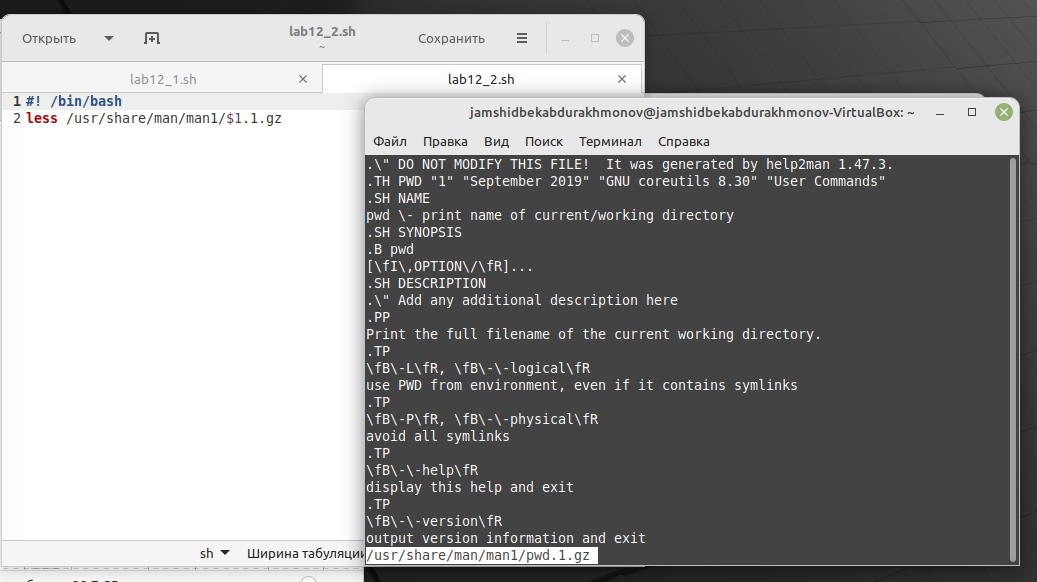 Открыть
lab12_2.sh
~
Сохранить
lab12_1.sh
lab12_2.sh
1 #! /bin/bash
2 less /usr/share/man/man1/$1.1.gz
sh
Ширина табуляции
jamshidbekabdurakhmonov@jamshidbekabdurakhmonov-VirtualBox: ~
Файл Правка Вид Поиск Терминал Справка
.\" DO NOT MODIFY THIS FILE!  It was generated by help2man 1.47.3.
.TH PWD "1" "September 2019" "GNU coreutils 8.30" "User Commands"
.SH NAME
pwd \- print name of current/working directory
.SH SYNOPSIS
.B pwd
[\fI\,OPTION\/\fR]...
.SH DESCRIPTION
.\" Add any additional description here
.PP
Print the full filename of the current working directory.
.TP
\fB\-L\fR, \fB\-\-logical\fR
use PWD from environment, even if it contains symlinks
.TP
\fB\-P\fR, \fB\-\-physical\fR
avoid all symlinks
.TP
\fB\-\-help\fR
display this help and exit
.TP
\fB\-\-version\fR
output version information and exit
/usr/share/man/man1/pwd.1.gz